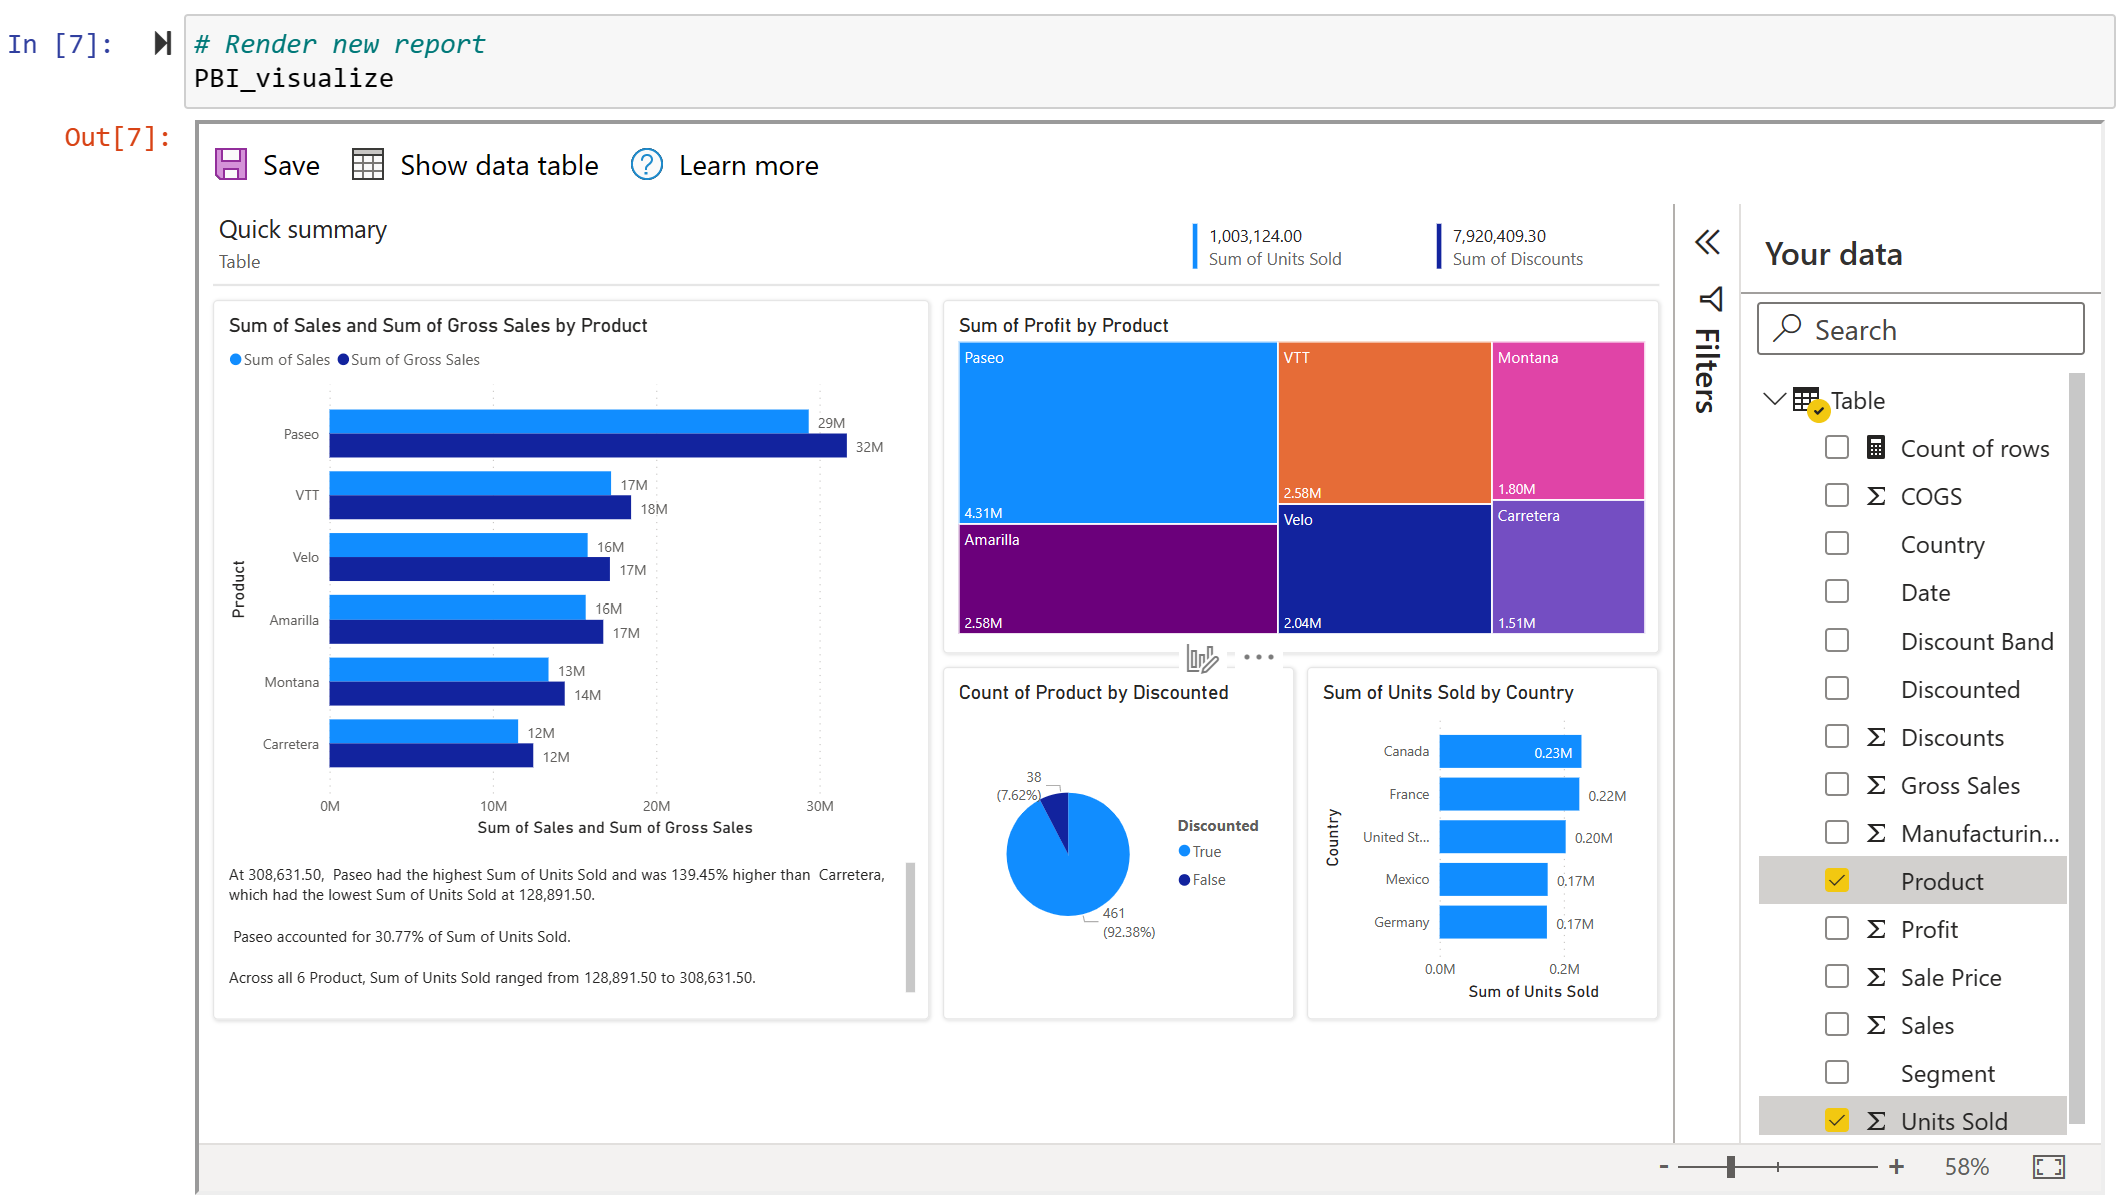 In [7]:
# Render new report
PBI_visualize
Out[7]:
Save
Show data table
? Learn more
Quick summary
Table
1,003,124.00
Sum of Units Sold
7,920,409.30
Sum of Discounts
Sum of Sales and Sum of Gross Sales by Product
Sum of Sales Sum of Gross Sales
Product
Paseo
29M
32M
VTT
17M
18M
Velo
16M
17M
Amarilla
16M
17M
Montana
13M
14M
Carretera
12M
12M
0M 10M 20M 30M
Sum of Sales and Sum of Gross Sales
At 308,631.50,  Paseo had the highest Sum of Units Sold and was 139.45% higher than  Carretera,
which had the lowest Sum of Units Sold at 128,891.50.
Paseo accounted for 30.77% of Sum of Units Sold.
Across all 6 Product, Sum of Units Sold ranged from 128,891.50 to 308,631.50.
Sum of Profit by Product
Paseo
4.31M
Amarilla
2.58M
VTT
2.58M
Velo
2.04M
Montana
1.80M
Carretera
1.51M
Count of Product by Discounted
38
(7.62%)
461
(92.38%)
Discounted
True
False
Sum of Units Sold by Country
Country
Canada
0.23M
France
0.22M
United St...
0.20M
Mexico
0.17M
Germany
0.17M
0.0M 0.2M
Sum of Units Sold
Filters
Your data
Search
Table
Count of rows
Σ COGS
Country
Date
Discount Band
Discounted
Σ Discounts
Σ Gross Sales
Σ Manufacturin...
Product
Σ Profit
Σ Sale Price
Σ Sales
Segment
Σ Units Sold
- + 58%